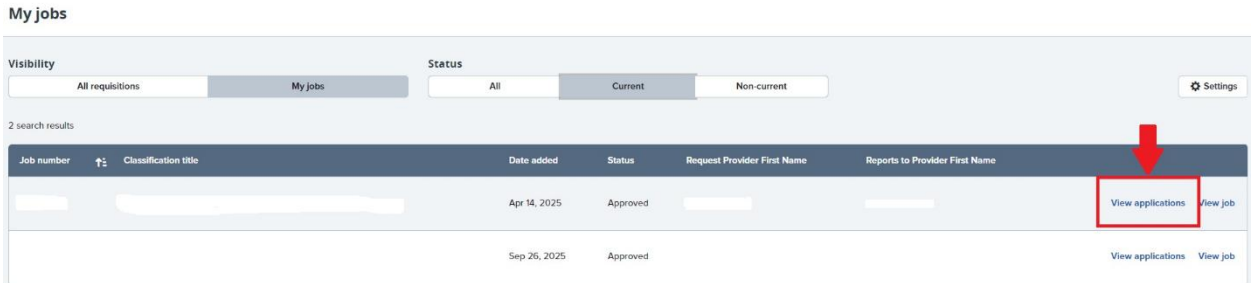 My jobs
Visibility Status
All requisitions My jobs All Current Non-current Settings
2 search results
Job number Classification title Date added Status Request Provider First Name Reports to Provider First Name
Apr 14, 2025 Approved View applications View job
Sep 26, 2025 Approved View applications View job